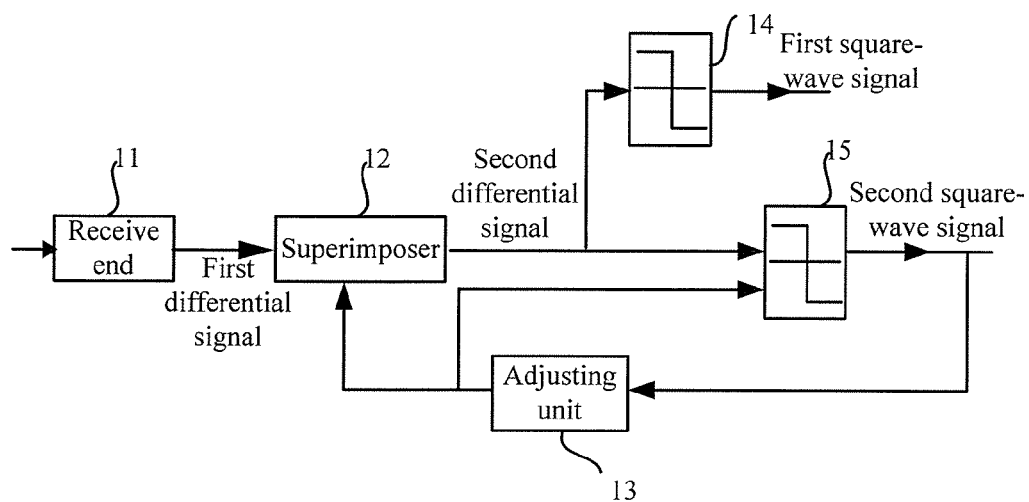 14
First square-
wave signal
11
12
Second
differential
signal
15
Second square-
wave signal
Receive
end
Superimposer
First
differential
signal
Adjusting
unit
13